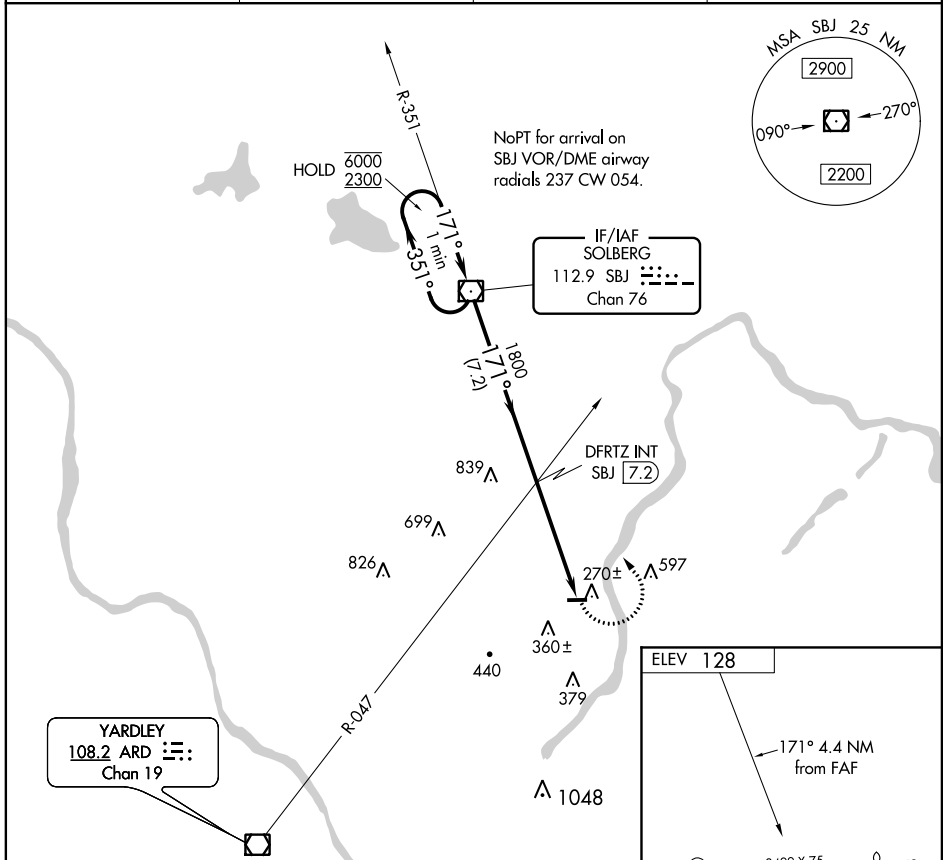 MSA SBJ 25 NM
2900
090°
270°
2200
R-351
NoPT for arrival on
SBJ VOR/DME airway
radials 237 CW 054.
HOLD
6000
2300
171°
1 min
351°
IF/IAF
SOLBERG
112.9 SBJ
Chan 76
1800
171°
(7.2)
DFRTZ INT
SBJ 7.2
839
699
826
270±
597
360±
440
379
R-047
YARDLEY
108.2 ARD
Chan 19
1048
ELEV 128
171° 4.4 NM
from FAF